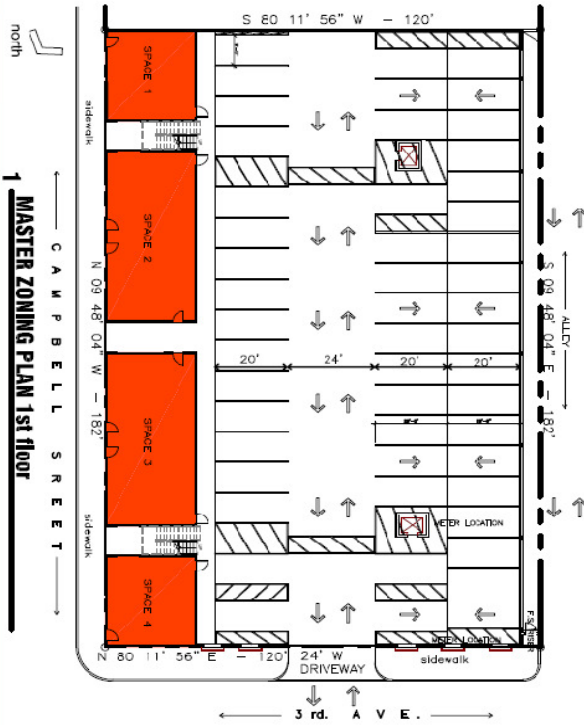 S 80 11' 56" W - 120'
north
sidewalk
SPACE 1
SPACE 2
SPACE 3
SPACE 4
sidewalk
CAMPBELL SREET
N 09 48' 04" W - 182'
1 MASTER ZONING PLAN 1st floor
20'
24'
20'
20'
ALLEY
S 09 48' 04" E - 182'
METER LOCATION
METER LOCATION
N 80 11' 56" E - 120'
24' W
DRIVEWAY
sidewalk
3 rd. AVE.